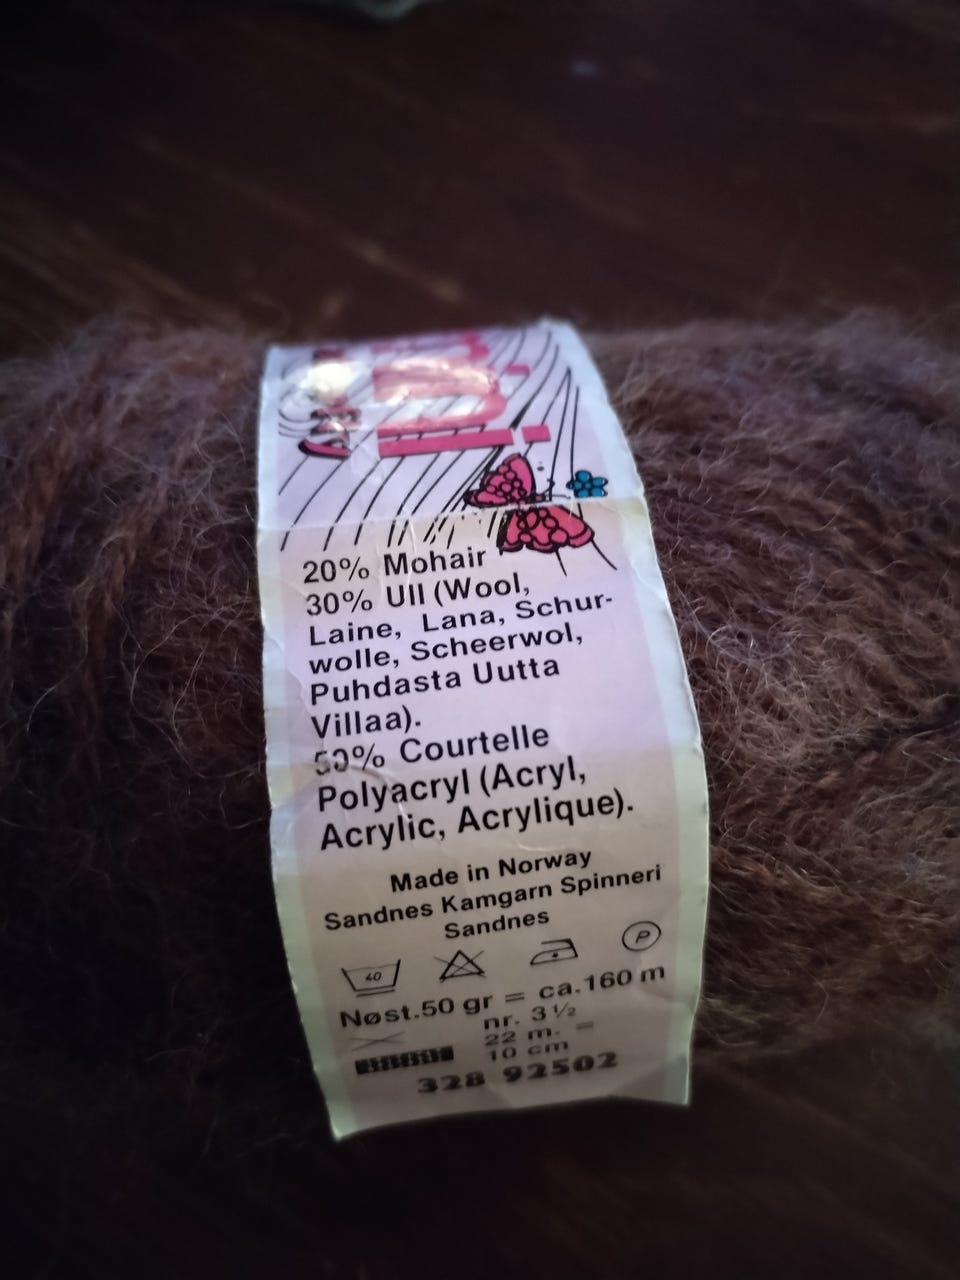 20% Mohair
30% Ull (Wool,
Laine, Lana, Schur-
wolle, Scheerwol,
Puhdasta Uutta
Villaa).
50% Courtelle
Polyacryl (Acryl,
Acrylic, Acrylique).
Made in Norway
Sandnes Kamgarn Spinneri
Sandnes
40
P
Nøst.50 gr = ca.160 m
nr. 3½
22 m. =
10 cm
328 92502